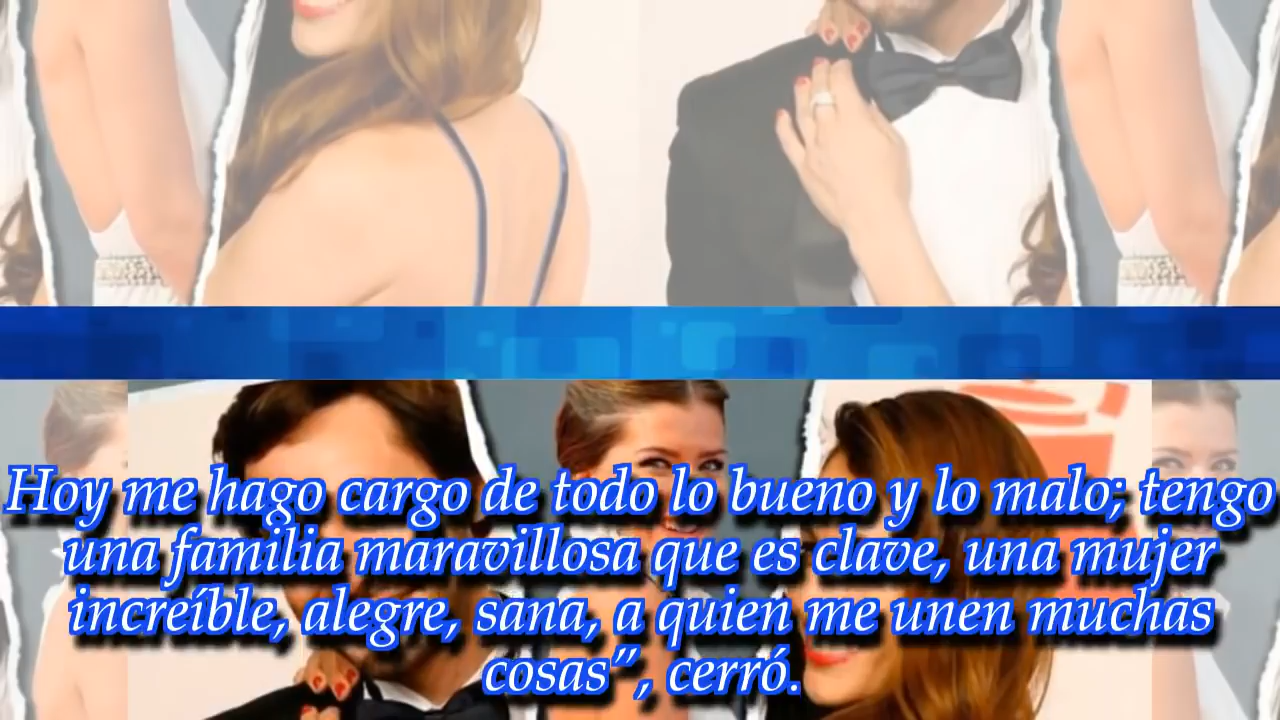 Hoy me hago cargo de todo lo bueno y lo malo; tengo
una familia maravillosa que es clave, una mujer
increíble, alegre, sana, a quien me unen muchas
cosas”, cerró.